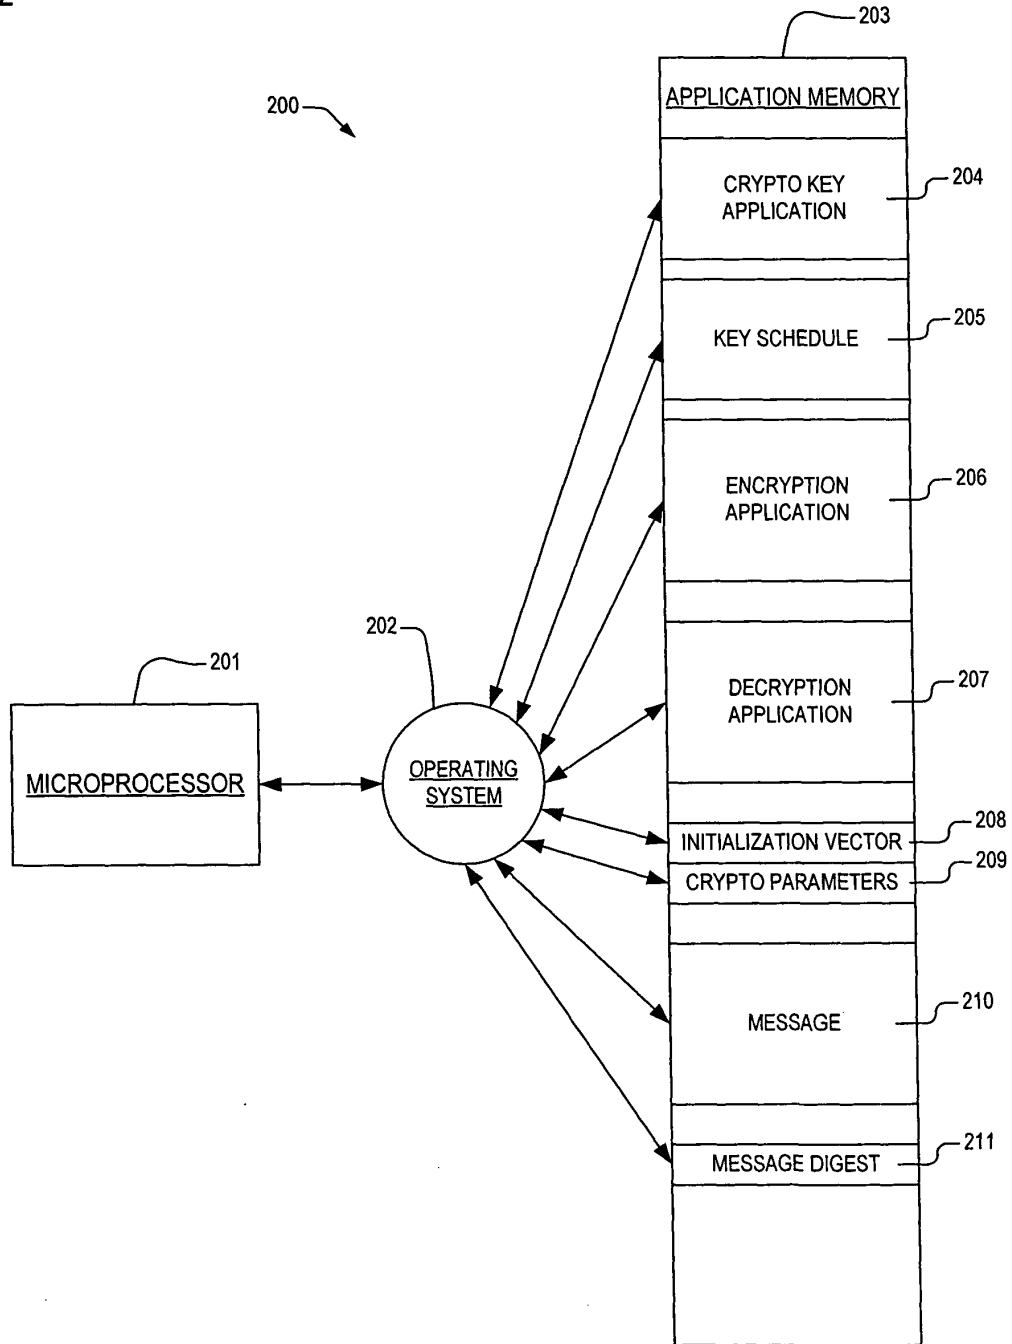 203
APPLICATION MEMORY
200
CRYPTO KEY
APPLICATION
204
KEY SCHEDULE
205
ENCRYPTION
APPLICATION
206
202
201
DECRYPTION
APPLICATION
207
MICROPROCESSOR
OPERATING
SYSTEM
208
INITIALIZATION VECTOR
209
CRYPTO PARAMETERS
MESSAGE
210
211
MESSAGE DIGEST